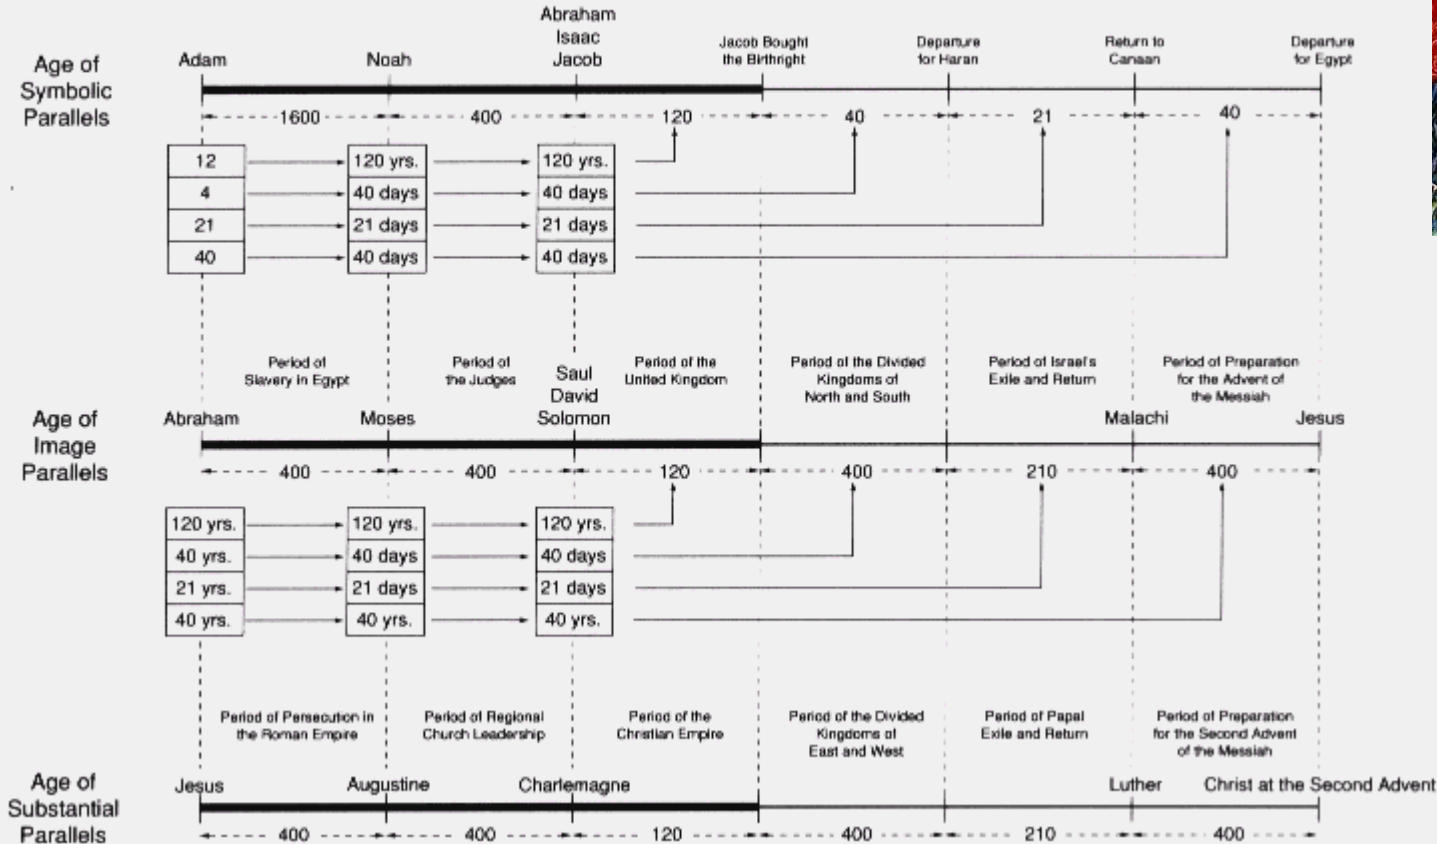 Abraham
Isaac
Adam Noah Jacob
Jacob Bought
the Birthright
Departure
for Haran
Return to
Canaan
Departure
for Egypt
Age of
Symbolic
Parallels
1600 400 120 40 21 40
12 120 yrs. 120 yrs.
4 40 days 40 days
21 21 days 21 days
40 40 days 40 days
Period of
Slavery in Egypt
Period of
the Judges
Period of the
United Kingdom
Period of the Divided
Kingdoms of
North and South
Period of Israel's
Exile and Return
Period of Preparation
for the Advent of
the Messiah
Saul
David
Abraham Moses Solomon Malachi Jesus
Age of
Image
Parallels
400 400 120 400 210 400
120 yrs. 120 yrs. 120 yrs.
40 yrs. 40 days 40 days
21 yrs. 21 days 21 days
40 yrs. 40 yrs. 40 yrs.
Period of Persecution in
the Roman Empire
Period of Regional
Church Leadership
Period of the
Christian Empire
Period of the Divided
Kingdoms of
East and West
Period of Papal
Exile and Return
Period of Preparation
for the Second Advent
of the Messiah
Jesus Augustine Charlemagne Luther Christ at the Second Advent
Age of
Substantial
Parallels
400 400 120 400 210 400